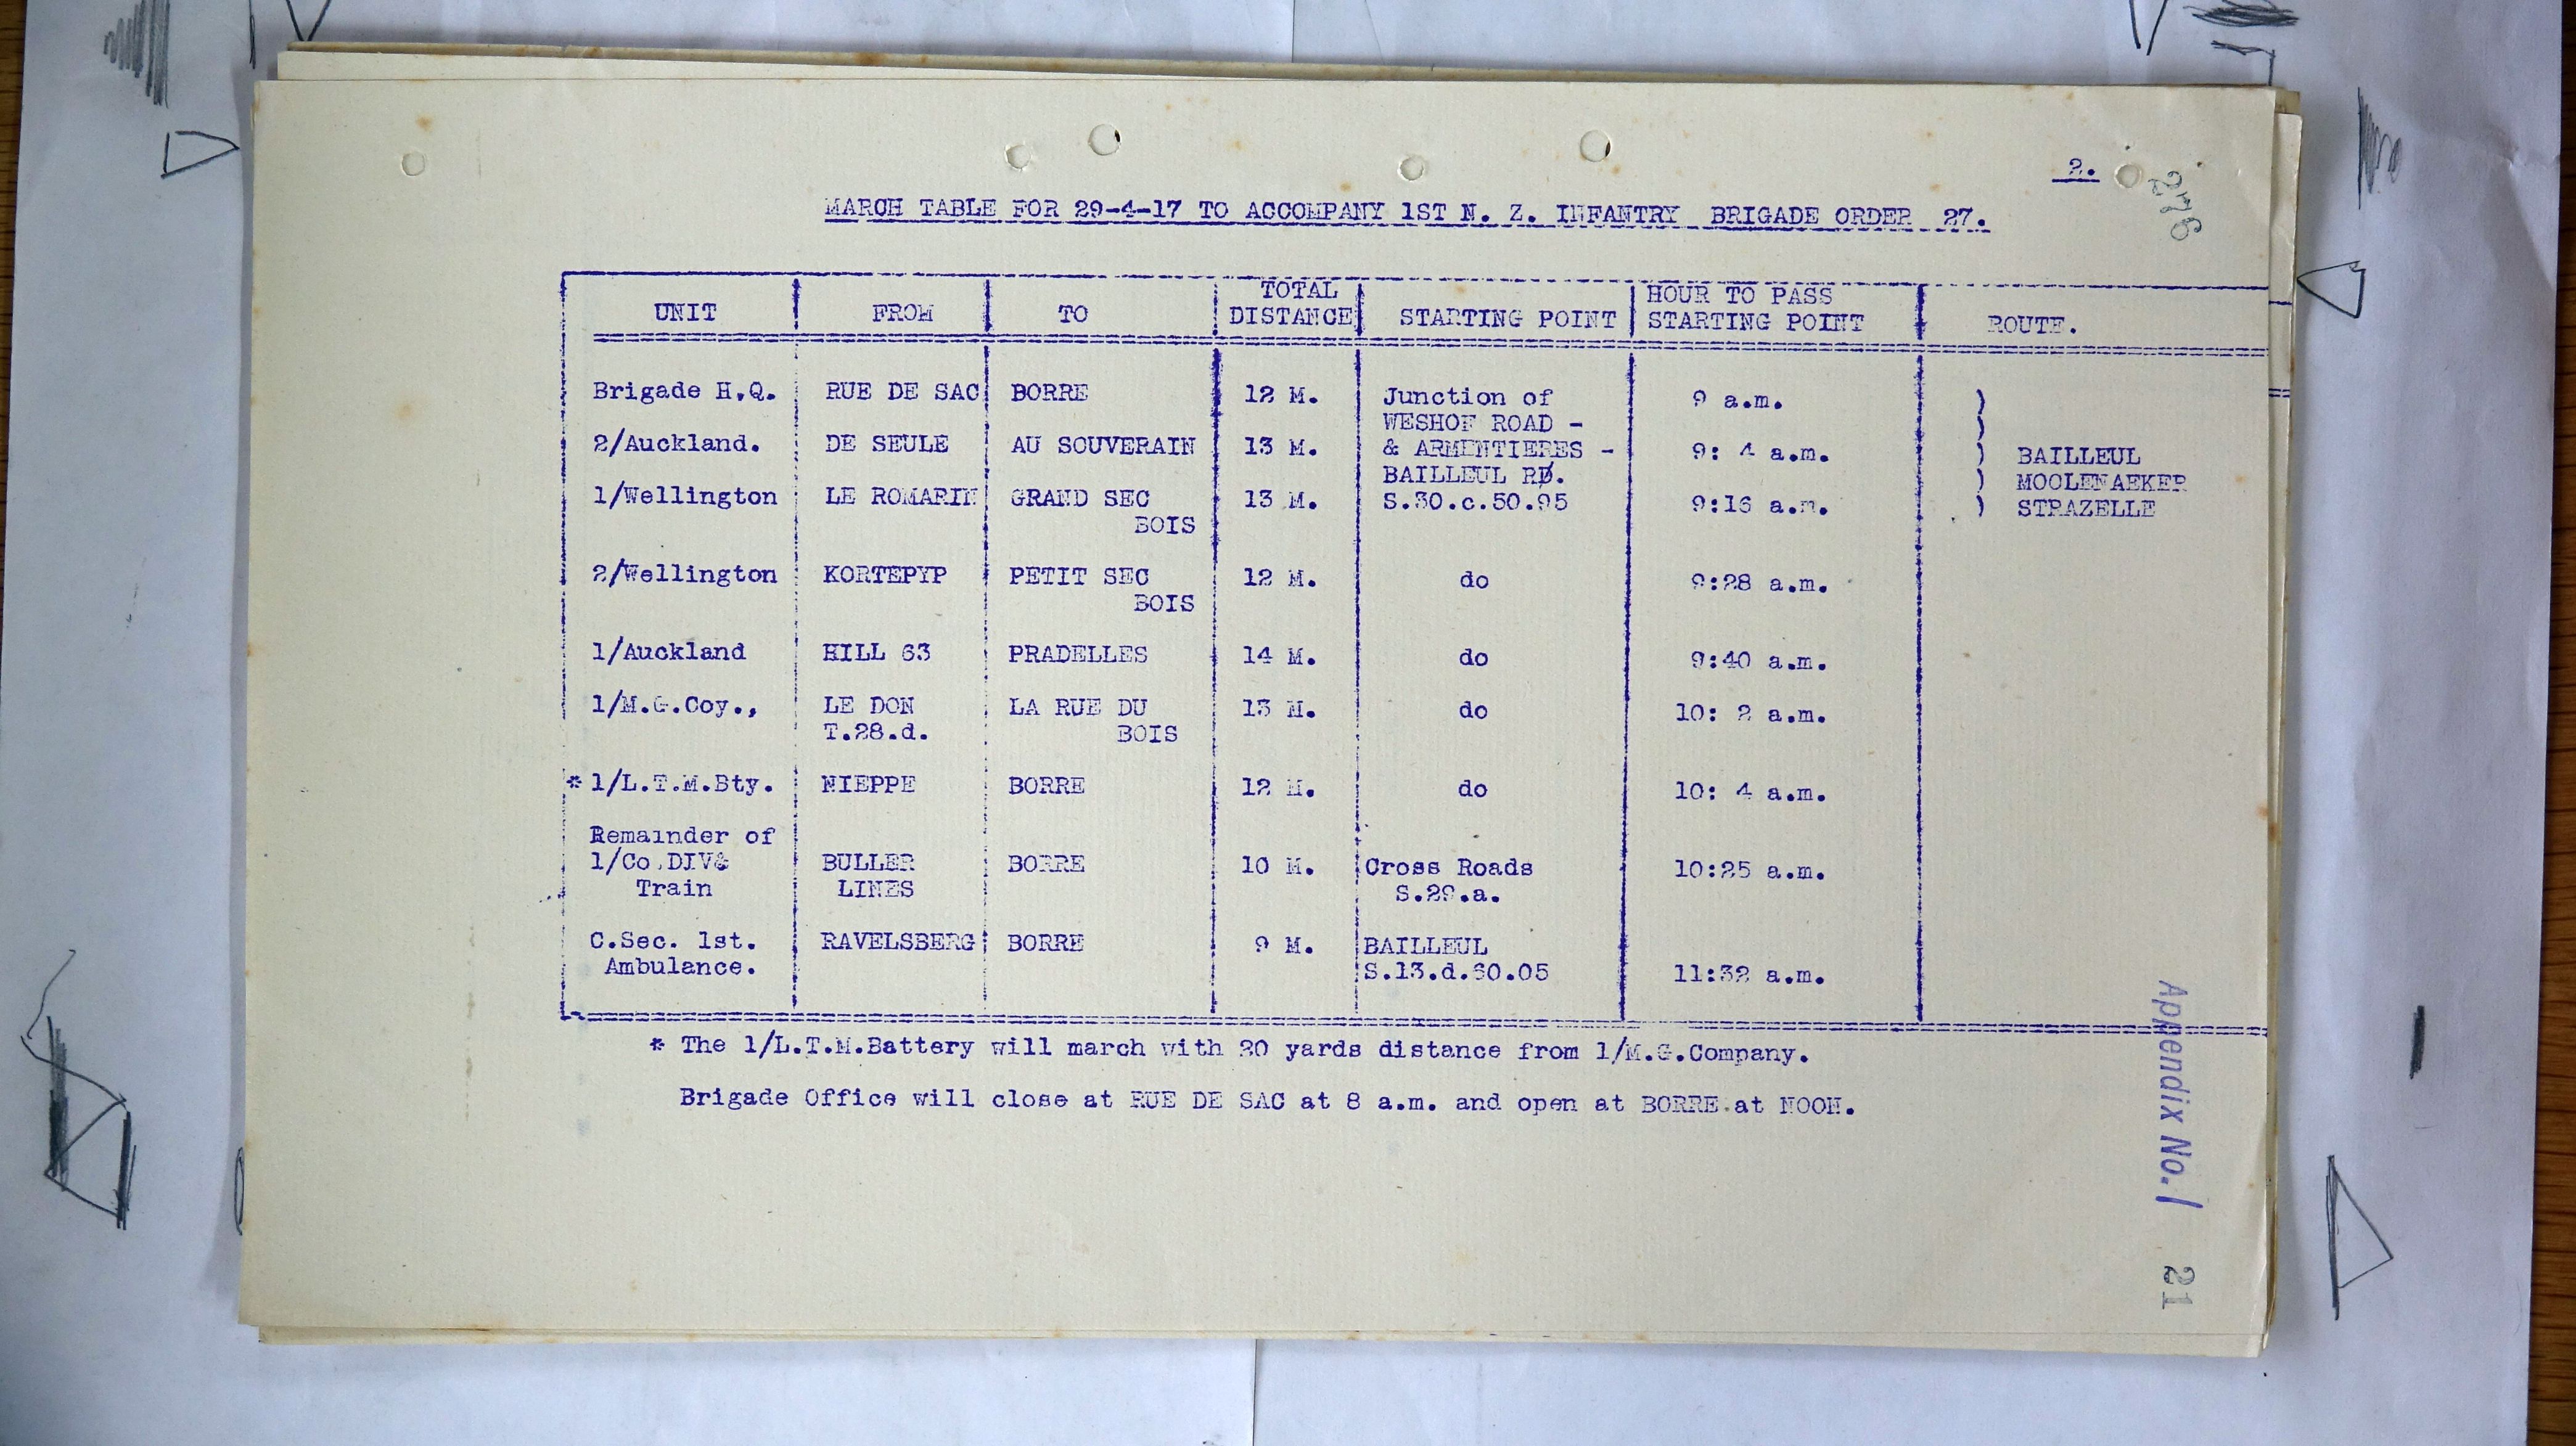 2.
276
MARCH TABLE FOR 29-4-17 TO ACCOMPANY 1ST N. Z. INFANTRY BRIGADE ORDER 27.
UNIT FROM TO TOTAL DISTANCE STARTING POINT HOUR TO PASS STARTING POINT ROUTE.
Brigade H.Q. RUE DE SAC BORRE 12 M. Junction of 9 a.m. )
WESHOF ROAD - )
2/Auckland. DE SEULE AU SOUVERAIN 13 M. & ARMENTIERES - 9: 4 a.m. ) BAILLEUL
BAILLEUL RD. ) MOOLENAEKER
1/Wellington LE ROMARIN GRAND SEC 13 M. S.30.c.50.95 9:16 a.m. ) STRAZELLE
BOIS
2/Wellington KORTEPYP PETIT SEC 12 M. do 9:28 a.m.
BOIS
1/Auckland HILL 63 PRADELLES 14 M. do 9:40 a.m.
1/M.G.Coy., LE DON LA RUE DU 13 M. do 10: 2 a.m.
T.28.d. BOIS
* 1/L.T.M.Bty. NIEPPE BORRE 12 M. do 10: 4 a.m.
Remainder of
1/Co.DIV& BULLER BORRE 10 M. Cross Roads 10:25 a.m.
Train LINES S.29.a.
C.Sec. 1st. RAVELSBERG BORRE 9 M. BAILLEUL
Ambulance. S.13.d.60.05 11:32 a.m.
* The 1/L.T.M.Battery will march with 20 yards distance from 1/M.G.Company.
Brigade Office will close at RUE DE SAC at 8 a.m. and open at BORRE at NOON.
Appendix No. 1
21